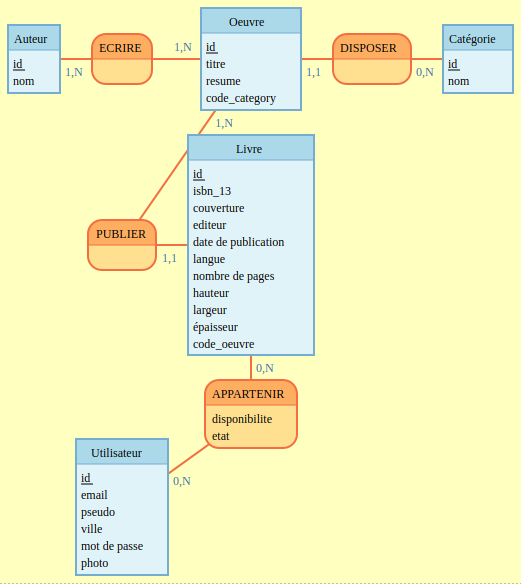 Auteur
id
nom
1,N
ECRIRE
1,N
Oeuvre
id
titre
resume
code_category
1,1
DISPOSER
0,N
Catégorie
id
nom
1,N
PUBLIER
1,1
Livre
id
isbn_13
couverture
editeur
date de publication
langue
nombre de pages
hauteur
largeur
épaisseur
code_oeuvre
0,N
APPARTENIR
disponibilite
etat
0,N
Utilisateur
id
email
pseudo
ville
mot de passe
photo